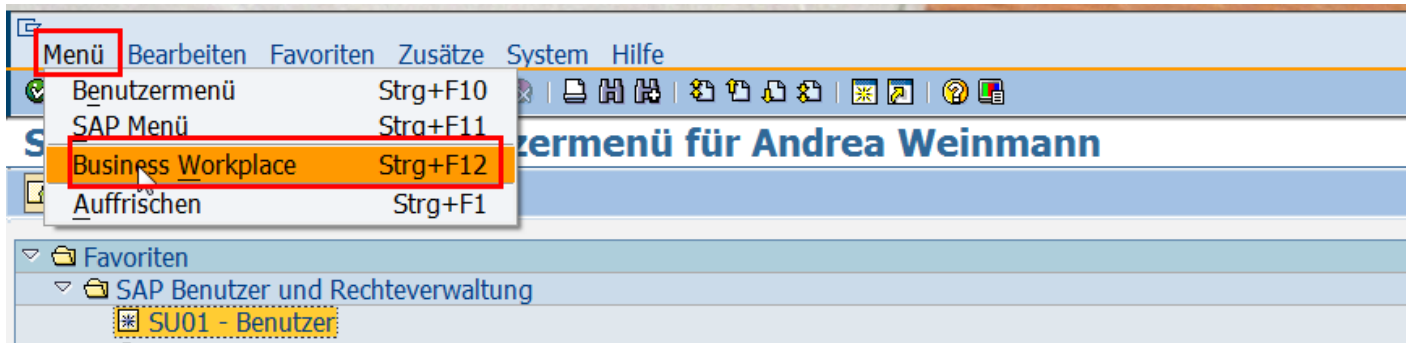 Menü Bearbeiten Favoriten Zusätze System Hilfe
Benutzermenü Strg+F10
SAP Menü Strg+F11
zermenü für Andrea Weinmann
Business Workplace Strg+F12
Auffrischen Strg+F1
Favoriten
SAP Benutzer und Rechteverwaltung
SU01 - Benutzer